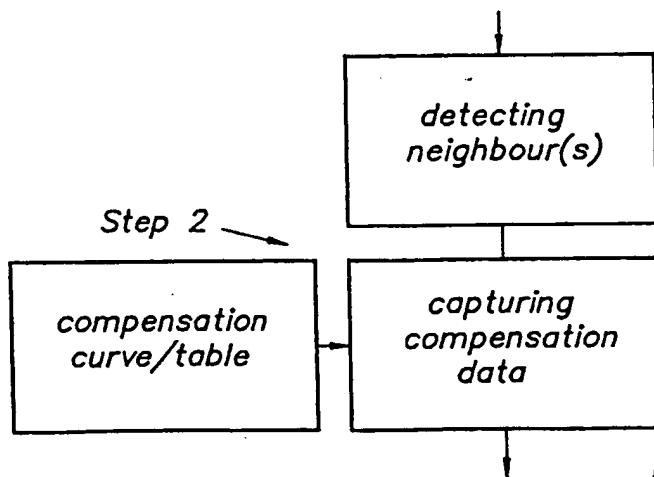 detecting
neighbour(s)
Step 2
compensation
curve/table
capturing
compensation
data